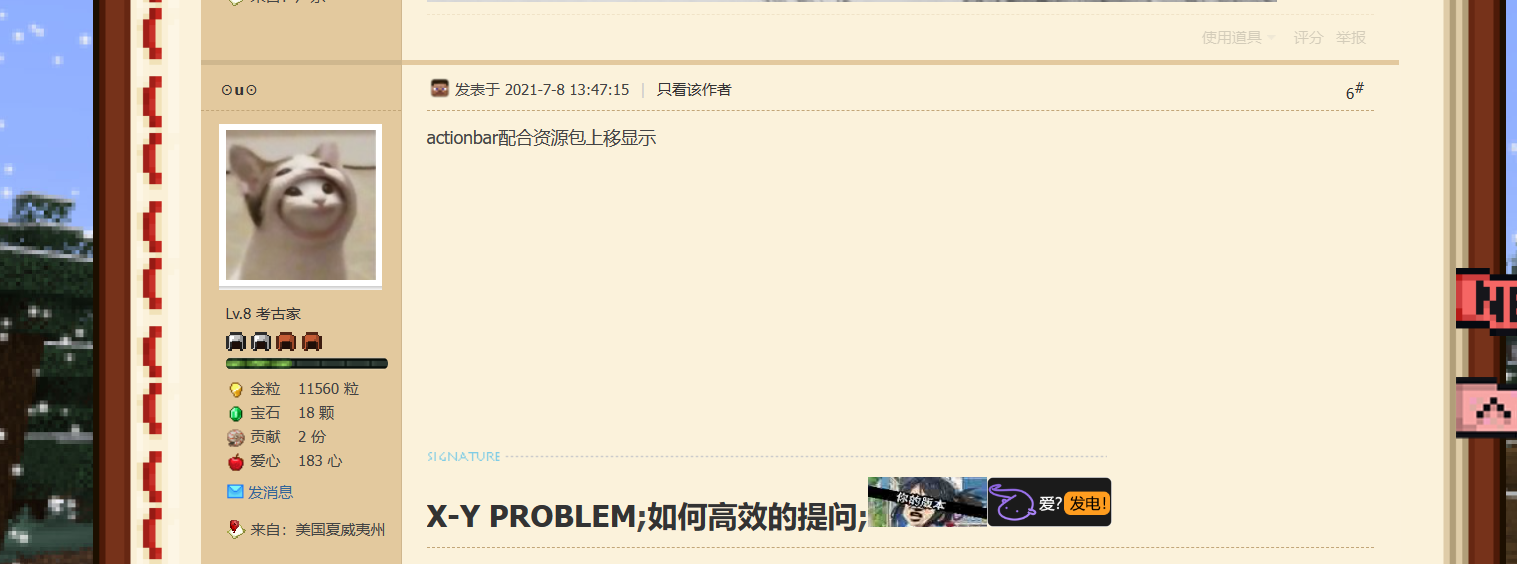 使用道具 评分 举报
⊙u⊙
发表于 2021-7-8 13:47:15 | 只看该作者
6#
actionbar配合资源包上移显示
Lv.8 考古家
金粒 11560 粒
宝石 18 颗
贡献 2 份
爱心 183 心
发消息
来自：美国夏威夷州
SIGNATURE
X-Y PROBLEM;如何高效的提问;
你的版本
爱? 发电!